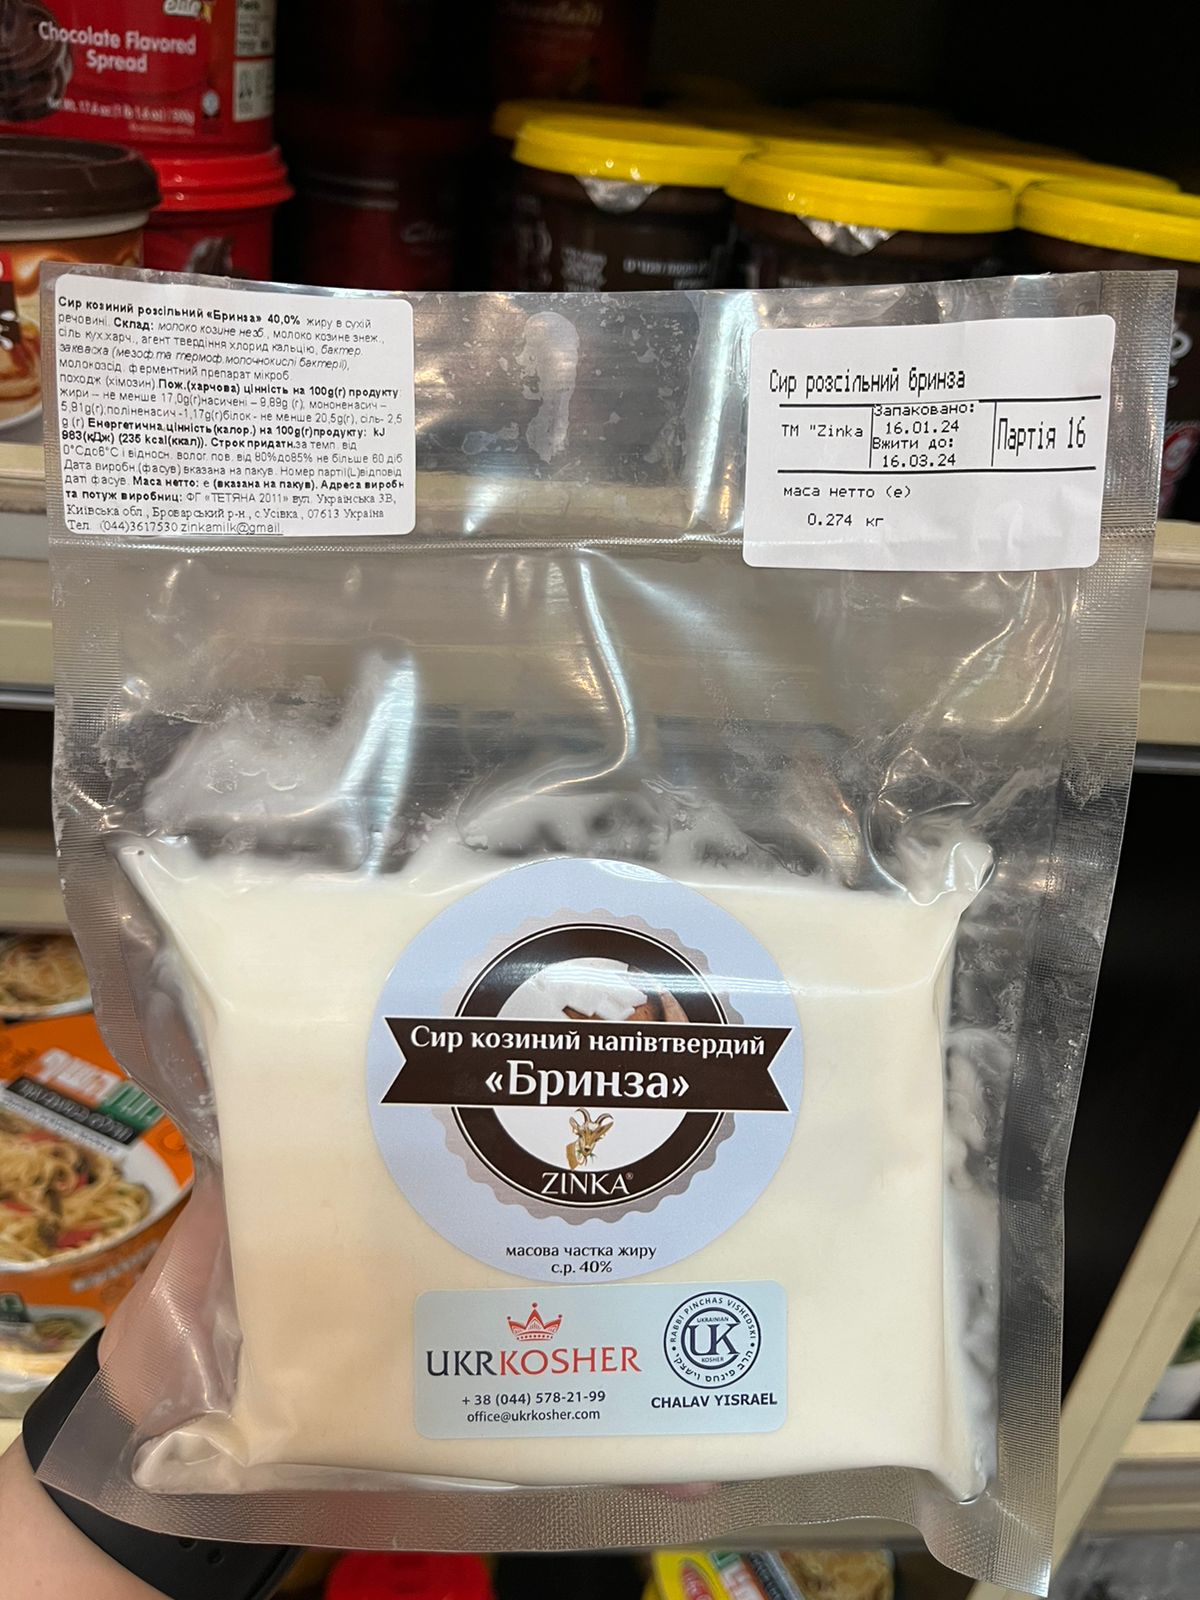 elite
Chocolate Flavored
Spread
Сир козиний розсільний «Бринза» 40,0% жиру в сухій
речовині. Склад: молоко козине незб., молоко козине знеж.,
сіль кух.харч., агент твердіння хлорид кальцію, бактер.
закваска (мезоф.та термоф.молочнокислі бактерії),
молокозсід. ферментний препарат мікроб.
походж (хімозин).Пож.(харчова) цінність на 100g(г) продукту:
жири – не менше 17,0g(г)насичені – 9,89g (г), мононенасич –
5,91g(г),поліненасич -1,17g(г)білок - не менше 20,5g(г), сіль- 2,5
g (г) Енергетична цінність(калор.) на 100g(г)продукту: kJ
983(кДж) (235 kcal(ккал)). Строк придатн.за темп. від
0°Сдо6°С і відносн. волог. пов. від 80%до85% не більше 60 діб
Дата виробн.(фасув) вказана на пакув. Номер партії(L)відповід
даті фасув. Маса нетто: е (вказана на пакув). Адреса виробн
та потуж виробниц: ФГ «ТЕТЯНА 2011» вул. Українська 3В,
Київська обл., Броварський р-н., с.Усівка , 07613 Україна
Тел. (044)3617530 zinkamilk@gmail.
Сир розсільний бринза
ТМ "Zinka
Запаковано:
16.01.24
Вжити до:
16.03.24
Партія 16
маса нетто (е)
0.274 кг
Сир козиний напівтвердий
«Бринза»
ZINKA®
масова частка жиру
с.р. 40%
UKRKOSHER
+ 38 (044) 578-21-99
office@ukrkosher.com
RABBI PINCHAS VISHEDSKI
UKRAINIAN
UK
KOSHER
CHALAV YISRAEL